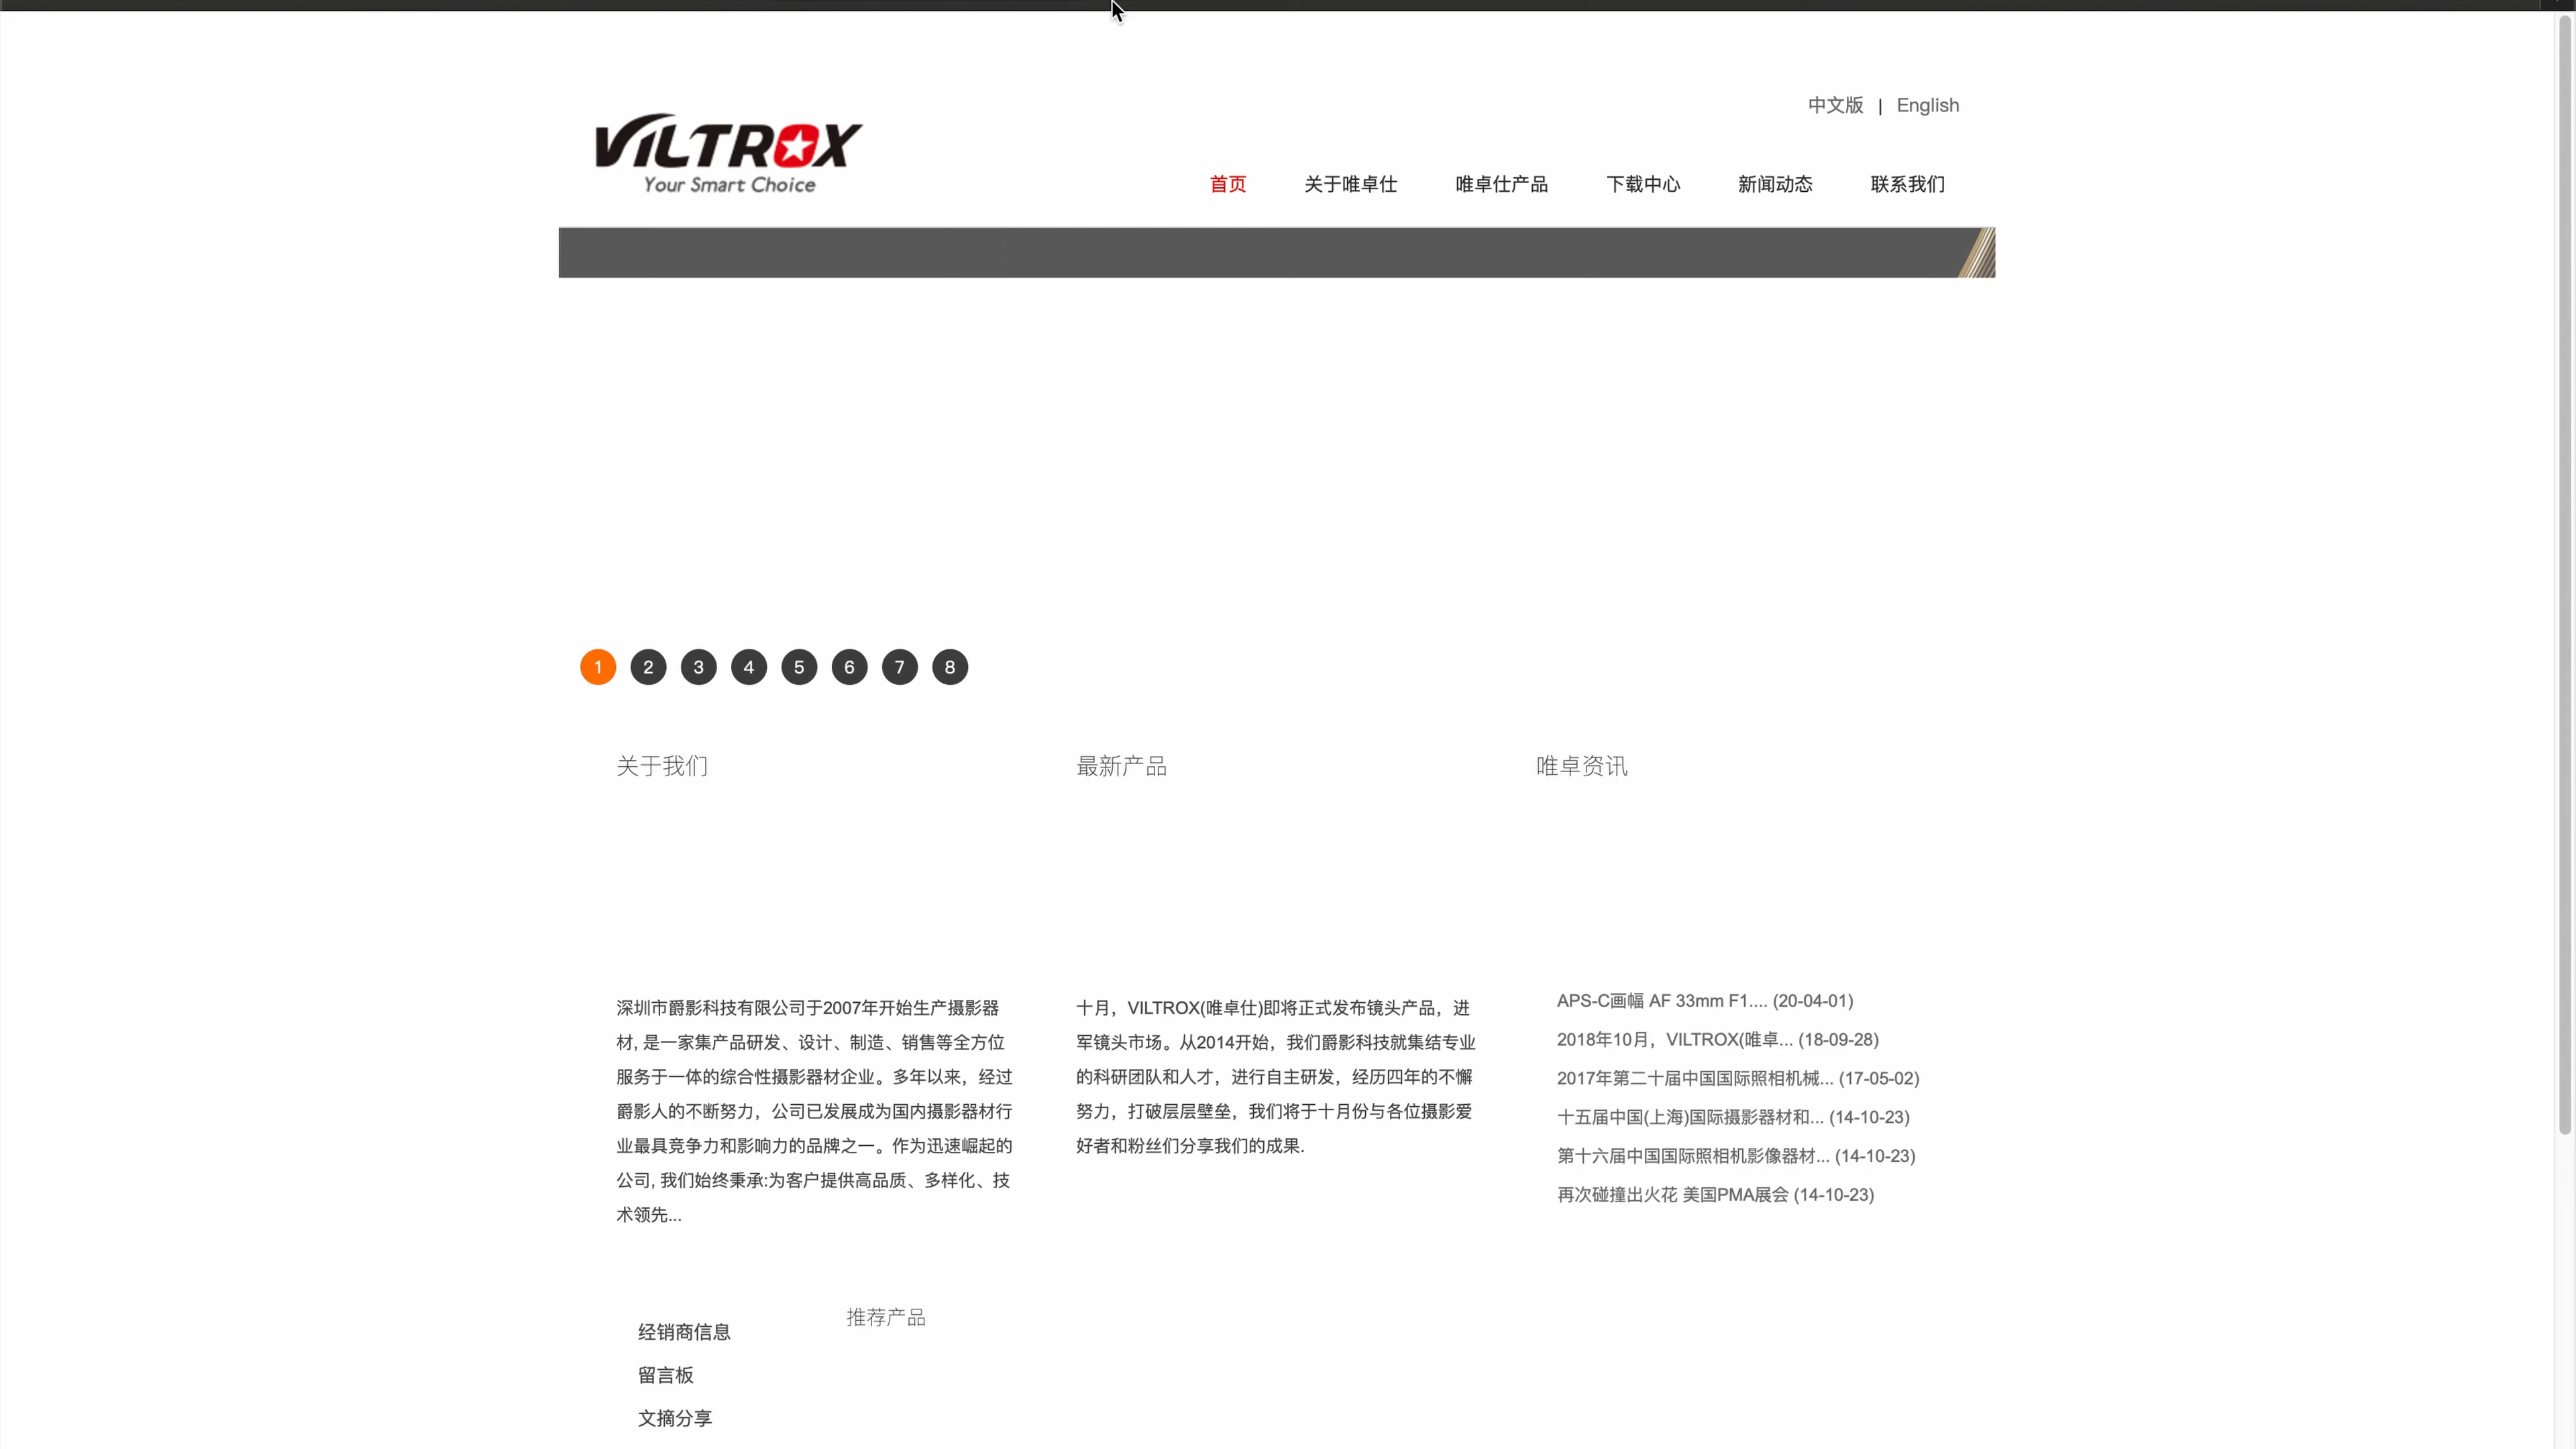 中文版 | English
VILTROX
Your Smart Choice
首页 关于唯卓仕 唯卓仕产品 下载中心 新闻动态 联系我们
1 2 3 4 5 6 7 8
关于我们
深圳市爵影科技有限公司于2007年开始生产摄影器
材, 是一家集产品研发、设计、制造、销售等全方位
服务于一体的综合性摄影器材企业。多年以来，经过
爵影人的不断努力，公司已发展成为国内摄影器材行
业最具竞争力和影响力的品牌之一。作为迅速崛起的
公司, 我们始终秉承:为客户提供高品质、多样化、技
术领先...
最新产品
十月，VILTROX(唯卓仕)即将正式发布镜头产品，进
军镜头市场。从2014开始，我们爵影科技就集结专业
的科研团队和人才，进行自主研发，经历四年的不懈
努力，打破层层壁垒，我们将于十月份与各位摄影爱
好者和粉丝们分享我们的成果.
唯卓资讯
APS-C画幅 AF 33mm F1.... (20-04-01)
2018年10月，VILTROX(唯卓... (18-09-28)
2017年第二十届中国国际照相机械... (17-05-02)
十五届中国(上海)国际摄影器材和... (14-10-23)
第十六届中国国际照相机影像器材... (14-10-23)
再次碰撞出火花 美国PMA展会 (14-10-23)
经销商信息
留言板
文摘分享
推荐产品